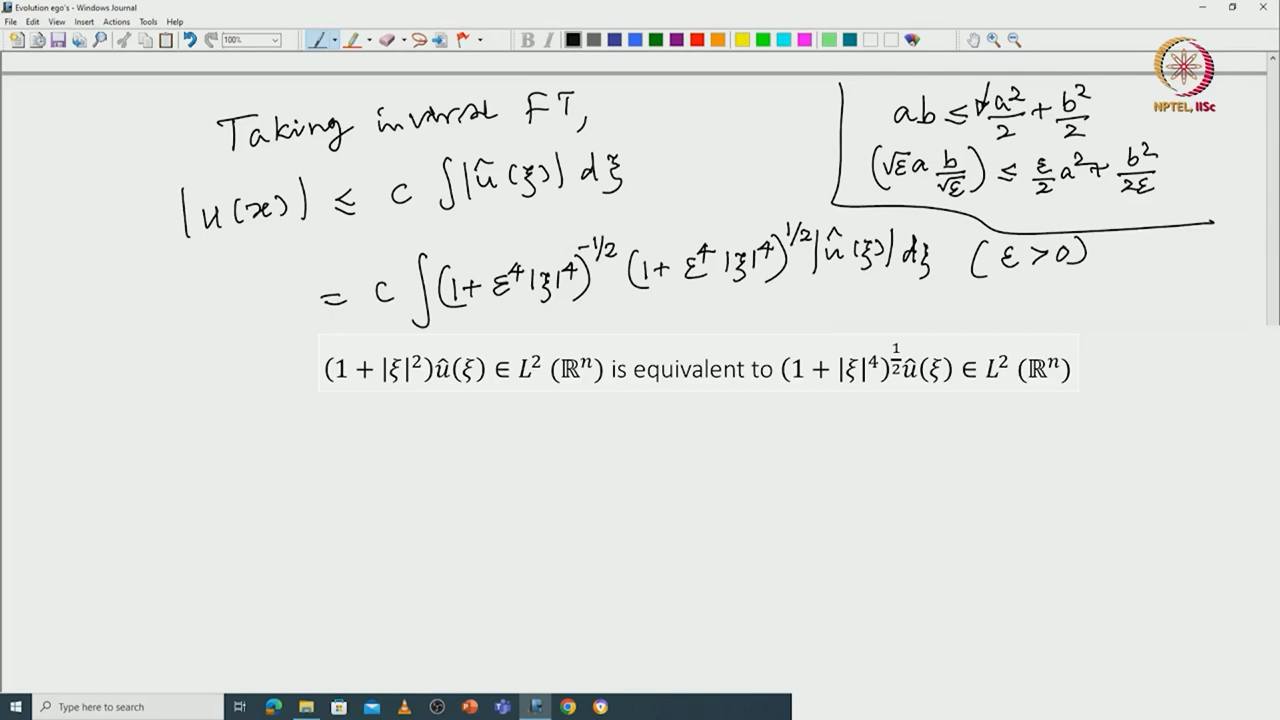 Evolution eqo's - Windows Journal
File Edit View Insert Actions Tools Help
100%
NPTEL, IISc
Taking inverse FT,
ab ≤ a²/2 + b²/2
(√ε a b/√ε) ≤ ε/2 a² + b²/2ε
|u(x)| ≤ c ∫|û(ξ)| dξ
= c ∫(1+ ε⁴|ξ|⁴)^{-1/2} (1+ ε⁴|ξ|⁴)^{1/2} |û(ξ)| dξ (ε > 0)
(1 + |ξ|²)û(ξ) ∈ L² (ℝⁿ) is equivalent to (1 + |ξ|⁴)^{1/2}û(ξ) ∈ L² (ℝⁿ)
Type here to search